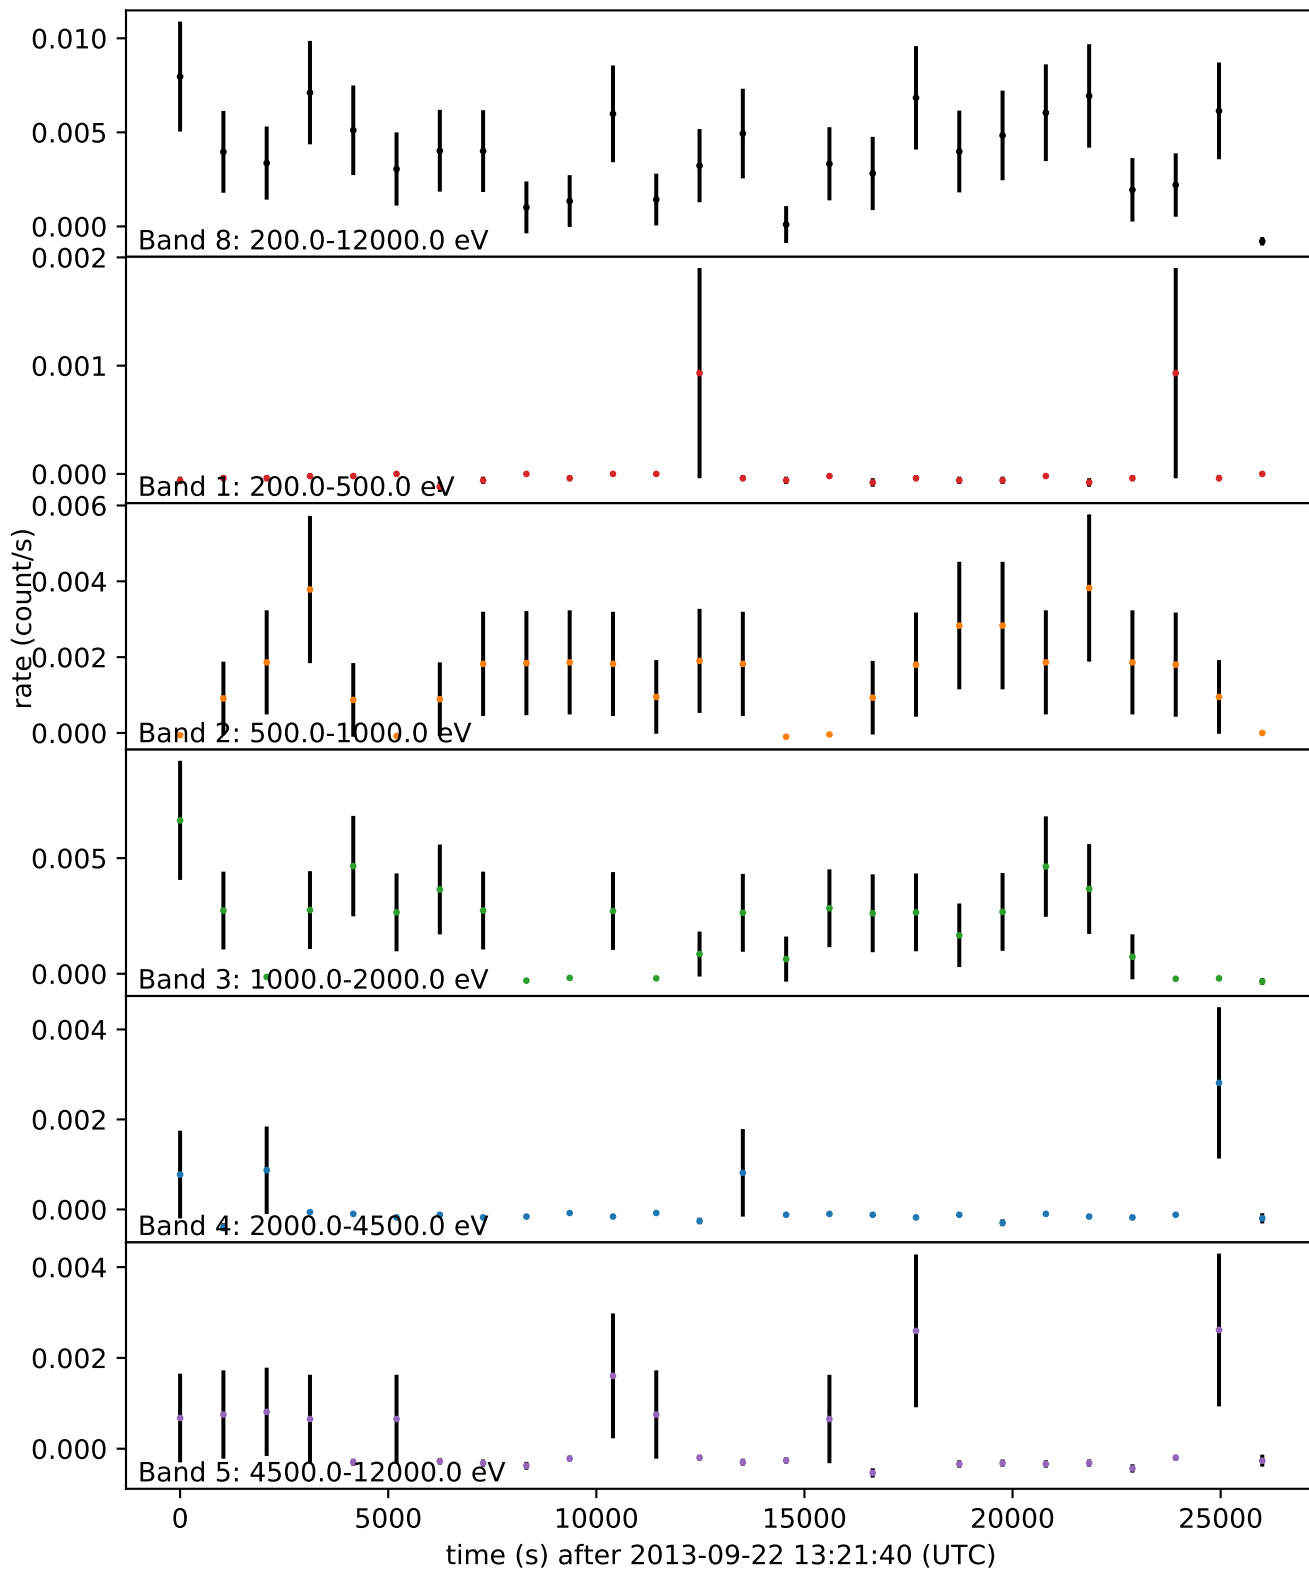 0.010
0.005
0.000
Band 8: 200.0-12000.0 eV
0.002
0.001
0.000
Band 1: 200.0-500.0 eV
0.006
0.004
0.002
0.000
Band 2: 500.0-1000.0 eV
rate (count/s)
0.005
0.000
Band 3: 1000.0-2000.0 eV
0.004
0.002
0.000
Band 4: 2000.0-4500.0 eV
0.004
0.002
0.000
Band 5: 4500.0-12000.0 eV
0 5000 10000 15000 20000 25000
time (s) after 2013-09-22 13:21:40 (UTC)